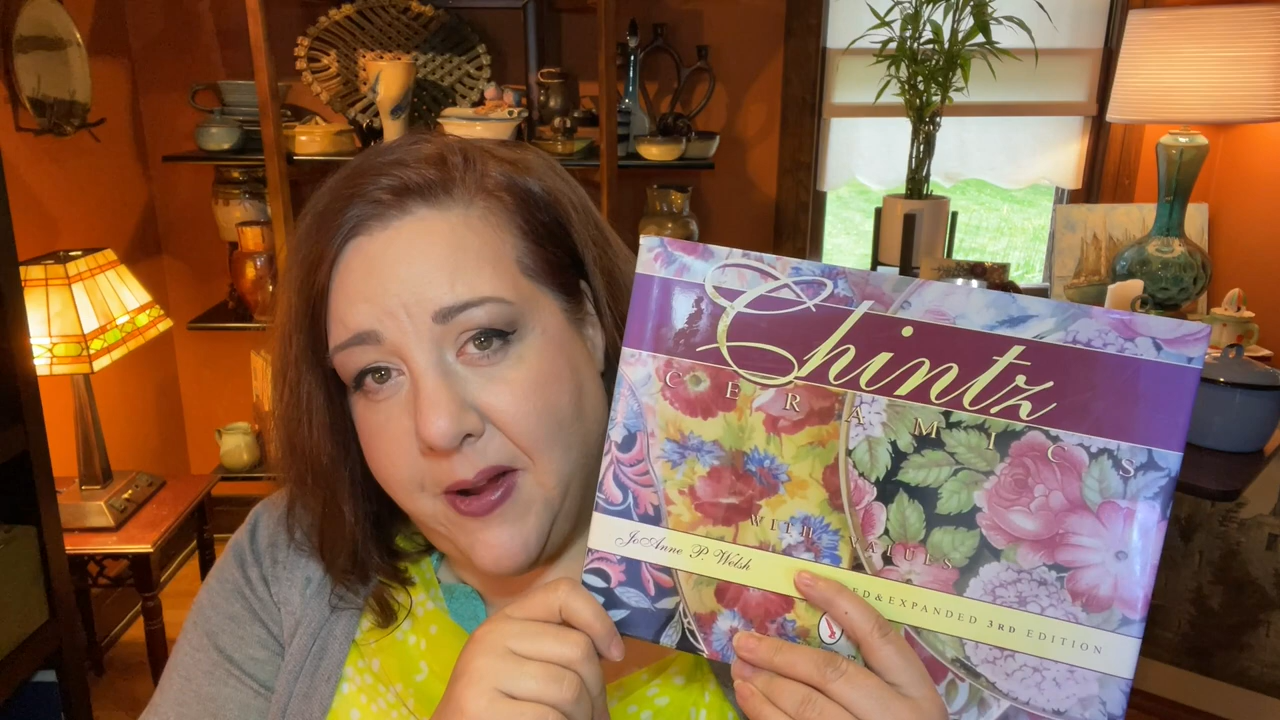 Chintz
CERAMICS
WITH VALUES
JoAnne P. Welsh
ED & EXPANDED 3RD EDITION